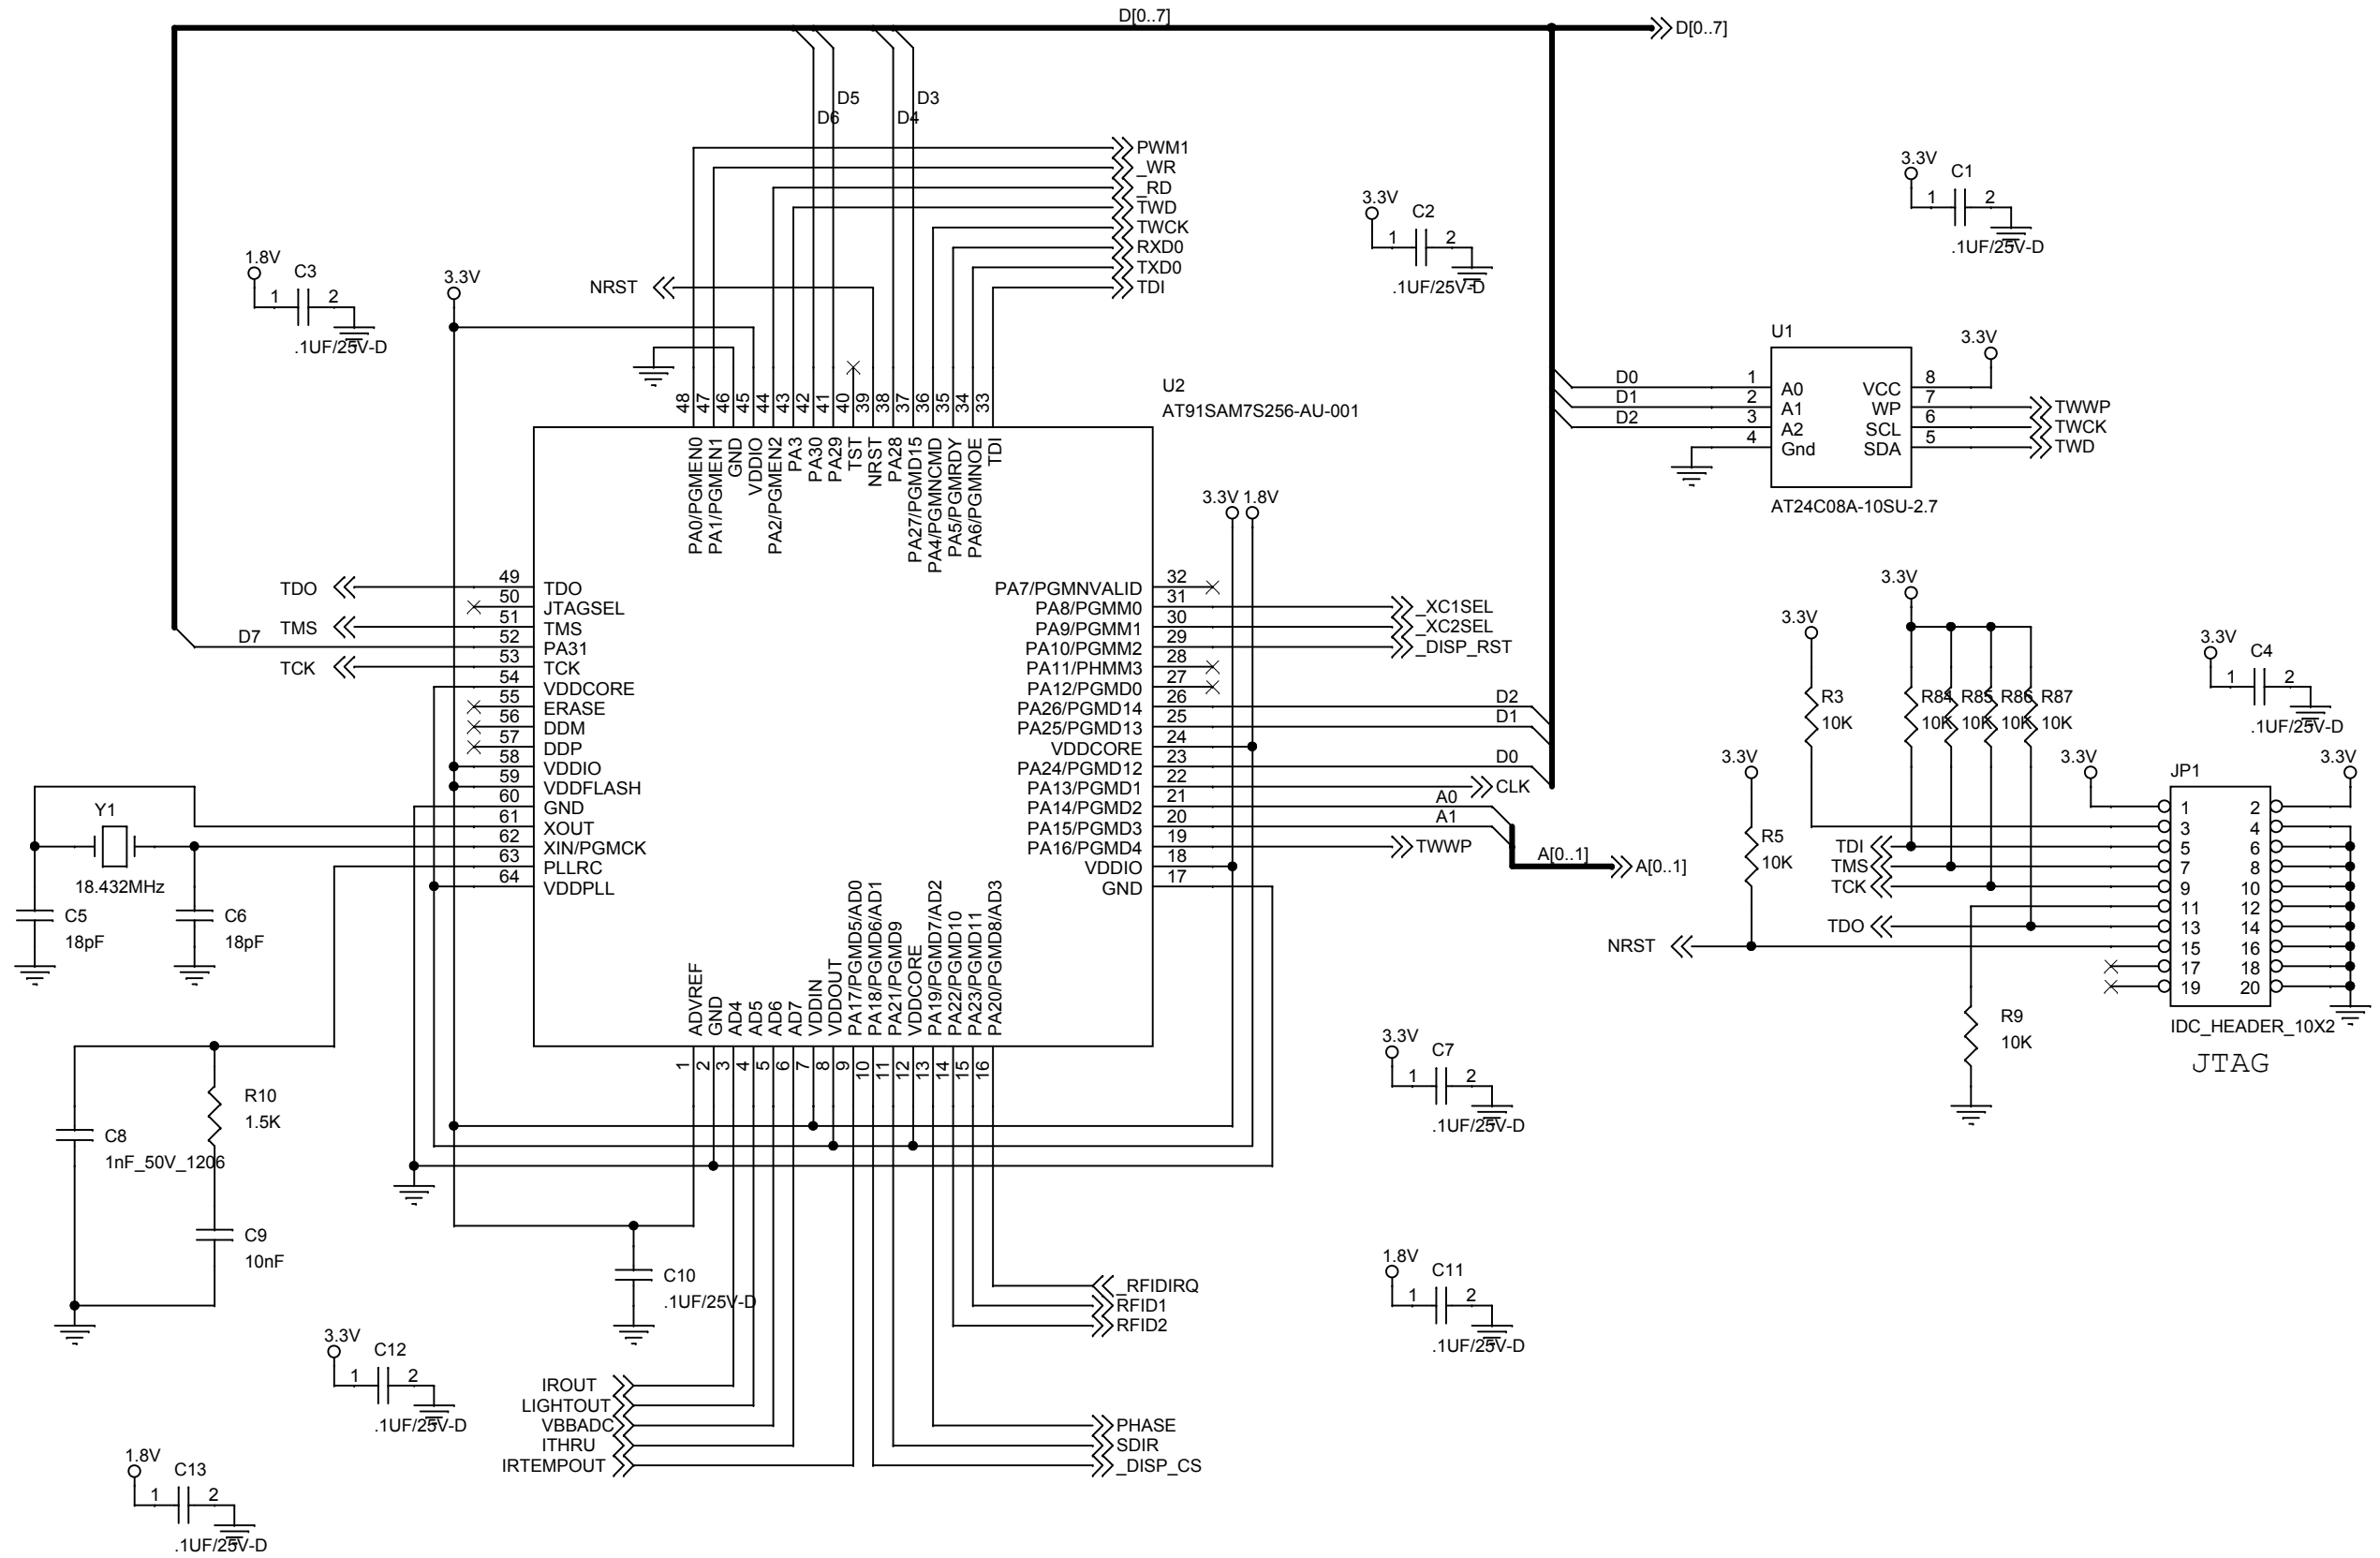 D[0..7]
D[0..7]
D5
D3
D6
D4
PWM1
_WR
_RD
TWD
TWCK
RXD0
TXD0
TDI
NRST
3.3V
C1
1
2
.1UF/25V-D
3.3V
C2
1
2
.1UF/25V-D
1.8V
C3
1
2
.1UF/25V-D
3.3V
U2
AT91SAM7S256-AU-001
48
47
46
45
44
43
42
41
40
39
38
37
36
35
34
33
PA0/PGMEN0
PA1/PGMEN1
GND
VDDIO
PA2/PGMEN2
PA3
PA30
PA29
TST
NRST
PA28
PA27/PGMD15
PA4/PGMNCMD
PA5/PGMRDY
PA6/PGMNOE
TDI
U1
3.3V
D0 1 A0 VCC 8
D1 2 A1 WP 7 TWWP
D2 3 A2 SCL 6 TWCK
4 Gnd SDA 5 TWD
AT24C08A-10SU-2.7
3.3V 1.8V
TDO 49 TDO
50 JTAGSEL
TMS 51 TMS
D7 52 PA31
TCK 53 TCK
54 VDDCORE
55 ERASE
56 DDM
57 DDP
58 VDDIO
59 VDDFLASH
60 GND
61 XOUT
62 XIN/PGMCK
63 PLLRC
64 VDDPLL
PA7/PGMNVALID 32
PA8/PGMM0 31 _XC1SEL
PA9/PGMM1 30 _XC2SEL
PA10/PGMM2 29 _DISP_RST
PA11/PHMM3 28
PA12/PGMD0 27
PA26/PGMD14 26 D2
PA25/PGMD13 25 D1
VDDCORE 24
PA24/PGMD12 23 D0
PA13/PGMD1 22 CLK
PA14/PGMD2 21 A0
PA15/PGMD3 20 A1
PA16/PGMD4 19 TWWP
VDDIO 18
GND 17
A[0..1]
A[0..1]
Y1
18.432MHz
C5
18pF
C6
18pF
ADVREF
GND
AD4
AD5
AD6
AD7
VDDIN
VDDOUT
PA17/PGMD5/AD0
PA18/PGMD6/AD1
PA21/PGMD9
VDDCORE
PA19/PGMD7/AD2
PA22/PGMD10
PA23/PGMD11
PA20/PGMD8/AD3
1
2
3
4
5
6
7
8
9
10
11
12
13
14
15
16
3.3V
3.3V
R3
10K
R84
10K
R85
10K
R86
10K
R87
10K
3.3V
C4
1
2
.1UF/25V-D
3.3V
R5
10K
3.3V
JP1
3.3V
1 2
3 4
TDI 5 6
TMS 7 8
TCK 9 10
11 12
TDO 13 14
NRST 15 16
17 18
19 20
IDC_HEADER_10X2
JTAG
R9
10K
R10
1.5K
C8
1nF_50V_1206
C9
10nF
C10
.1UF/25V-D
3.3V
C7
1
2
.1UF/25V-D
1.8V
C11
1
2
.1UF/25V-D
_RFIDIRQ
RFID1
RFID2
3.3V
C12
1
2
.1UF/25V-D
IROUT
LIGHTOUT
VBBADC
ITHRU
IRTEMPOUT
PHASE
SDIR
_DISP_CS
1.8V
C13
1
2
.1UF/25V-D